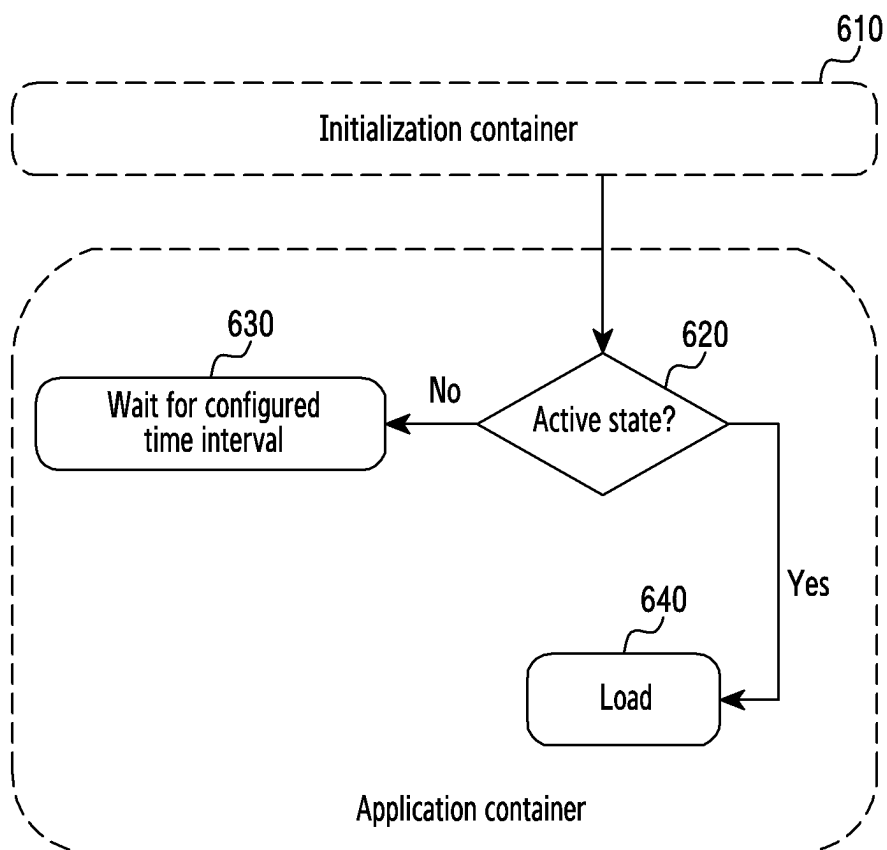 610
Initialization container
630
620
Wait for configured
time interval
No
Active state?
Yes
640
Load
Application container